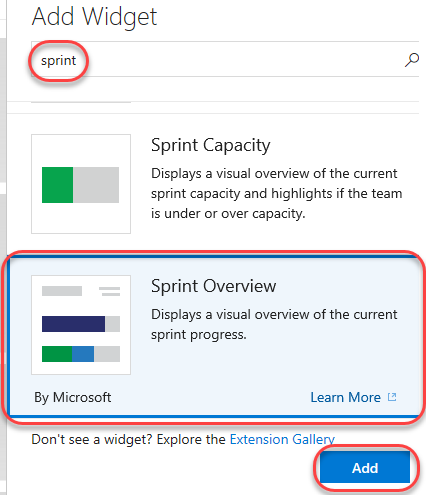 Add Widget
sprint
Sprint Capacity
Displays a visual overview of the current
sprint capacity and highlights if the team
is under or over capacity.
Sprint Overview
Displays a visual overview of the current
sprint progress.
By Microsoft
Learn More
Don't see a widget? Explore the Extension Gallery
Add